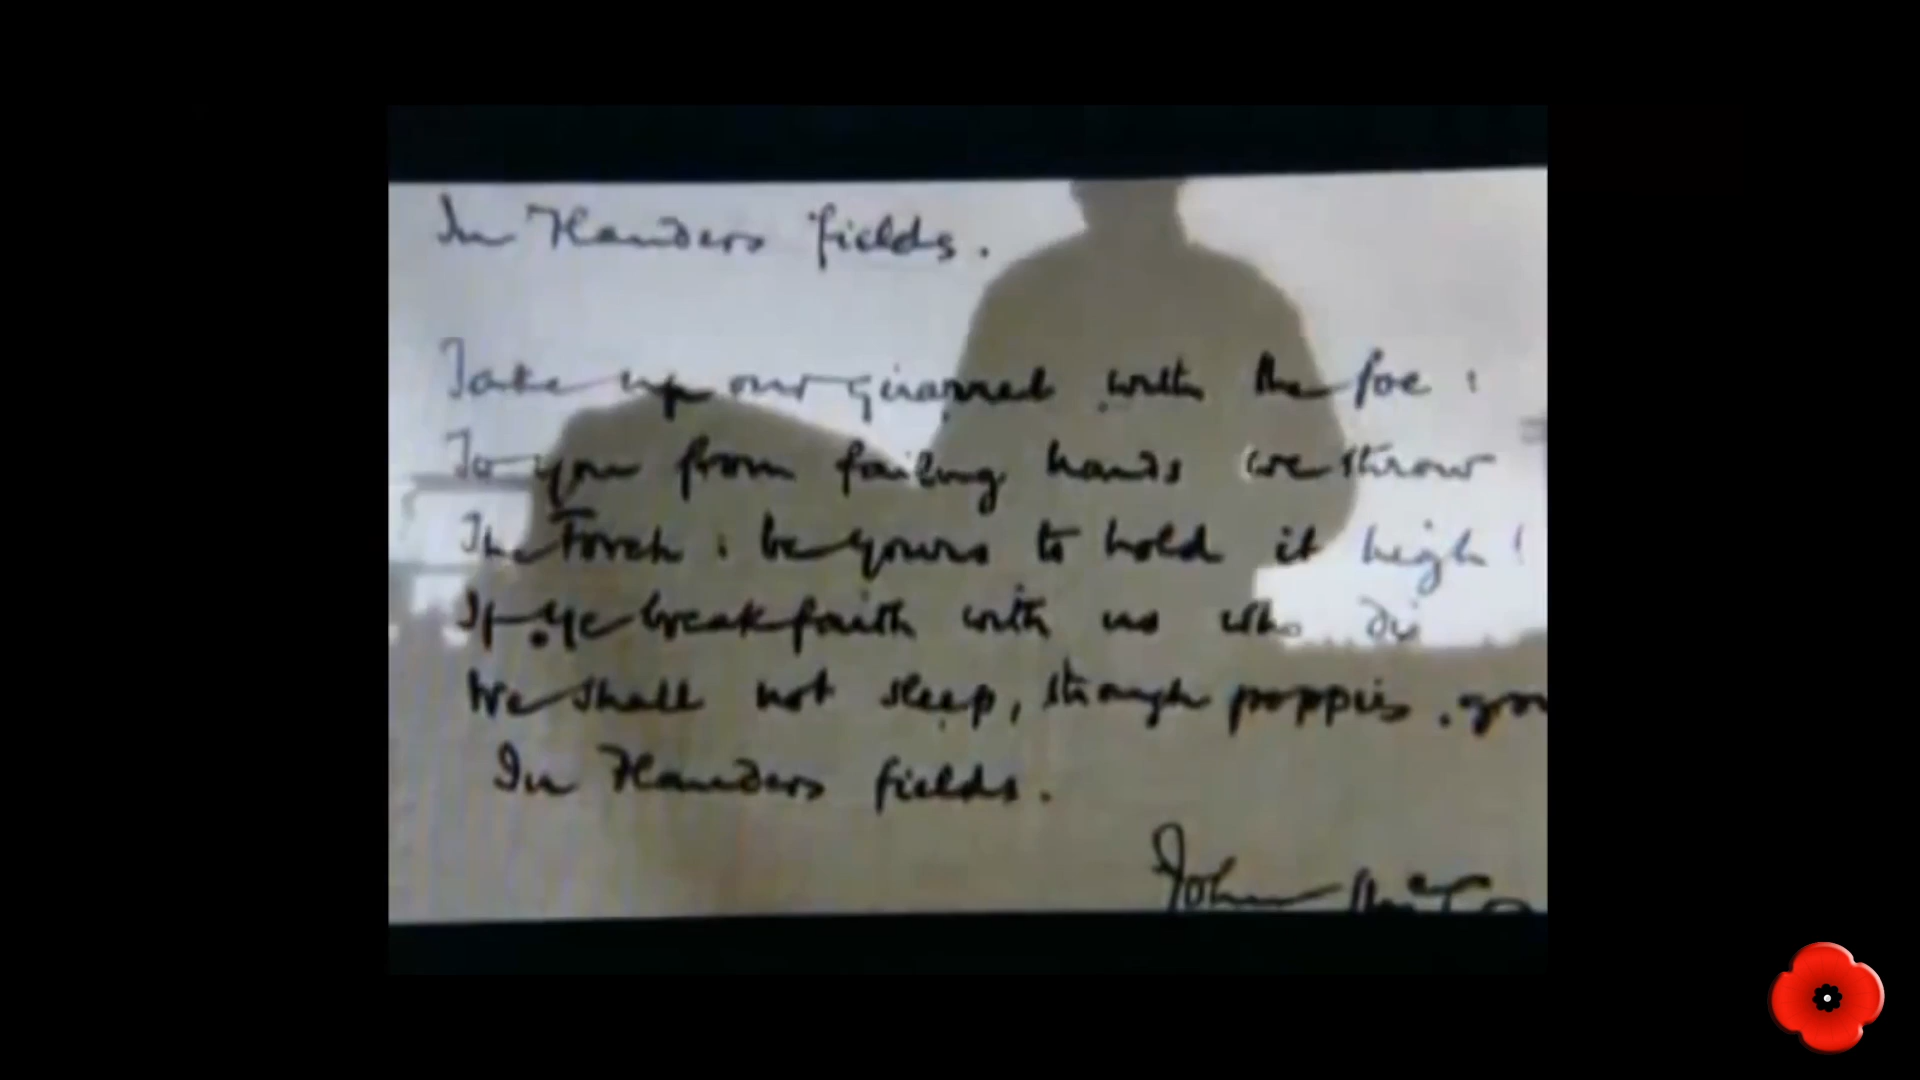 In Flanders fields.
Take up our quarrel with the foe:
To you from failing hands we throw
The Torch: be yours to hold it high!
If ye break faith with us who die
We shall not sleep, though poppies grow
In Flanders fields.
John McC